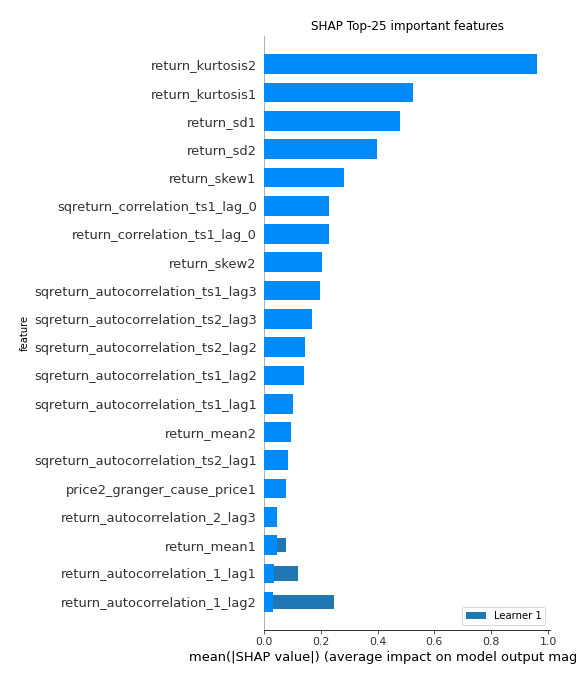 SHAP Top-25 important features
return_kurtosis2
return_kurtosis1
return_sd1
return_sd2
return_skew1
sqreturn_correlation_ts1_lag_0
return_correlation_ts1_lag_0
return_skew2
sqreturn_autocorrelation_ts1_lag3
sqreturn_autocorrelation_ts2_lag3
sqreturn_autocorrelation_ts2_lag2
sqreturn_autocorrelation_ts1_lag2
sqreturn_autocorrelation_ts1_lag1
return_mean2
sqreturn_autocorrelation_ts2_lag1
price2_granger_cause_price1
return_autocorrelation_2_lag3
return_mean1
return_autocorrelation_1_lag1
return_autocorrelation_1_lag2
feature
Learner 1
0.0 0.2 0.4 0.6 0.8 1.0
mean(|SHAP value|) (average impact on model output mag